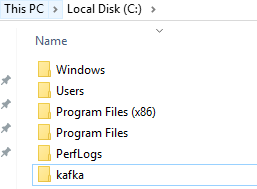 This PC > Local Disk (C:) >
Name
Windows
Users
Program Files (x86)
Program Files
PerfLogs
kafka